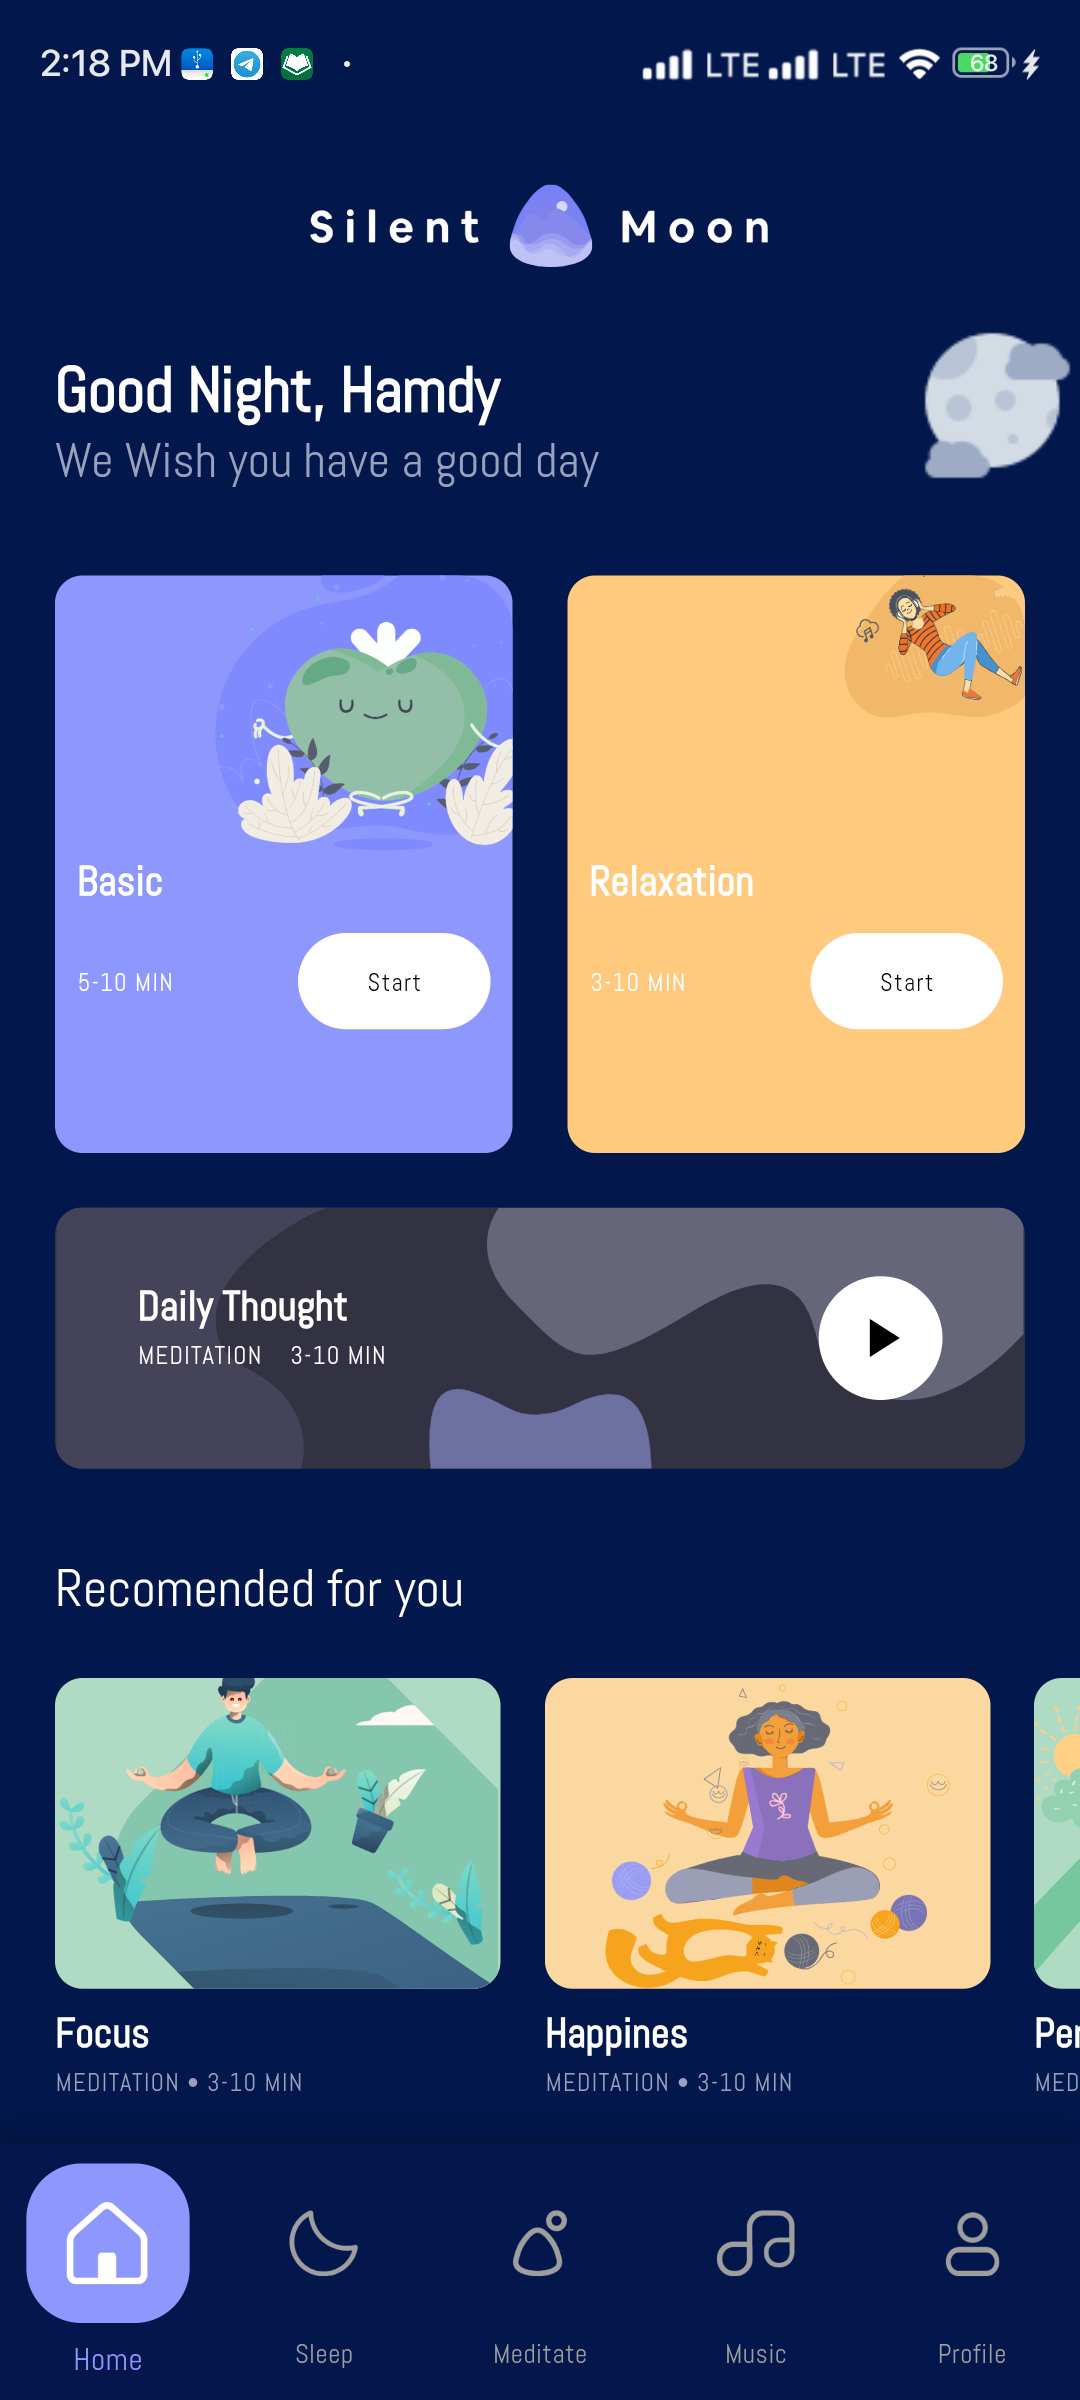 2:18 PM LTE LTE 68
Silent Moon
Good Night, Hamdy
We Wish you have a good day
Basic
5-10 MIN Start
Relaxation
3-10 MIN Start
Daily Thought
MEDITATION 3-10 MIN
Recomended for you
Focus
MEDITATION • 3-10 MIN
Happines
MEDITATION • 3-10 MIN
Per
MED
Home Sleep Meditate Music Profile